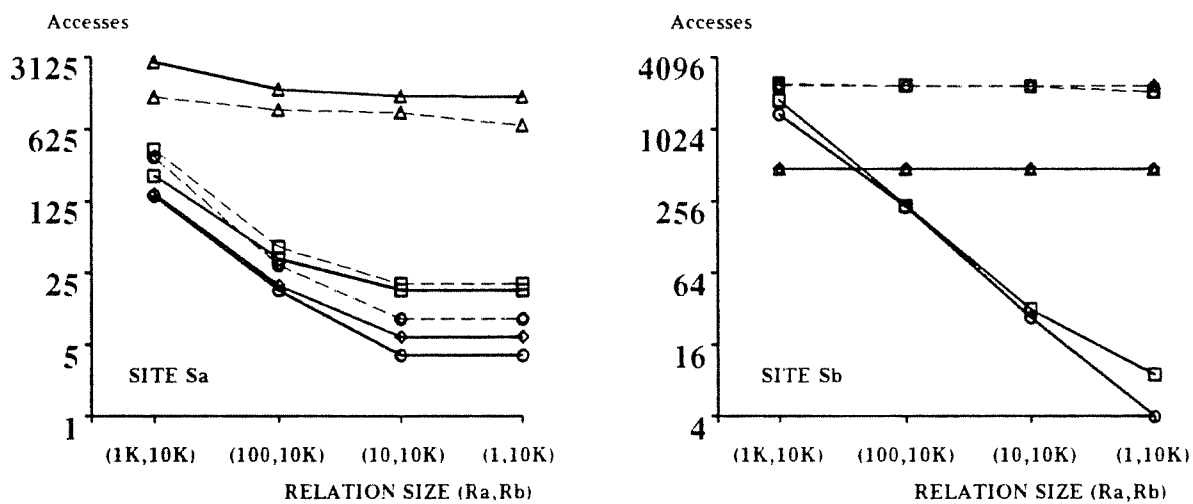 Accesses
3125
625
125
25
5
1
SITE Sa
(1K,10K) (100,10K) (10,10K) (1,10K)
RELATION SIZE (Ra,Rb)
Accesses
4096
1024
256
64
16
4
SITE Sb
(1K,10K) (100,10K) (10,10K) (1,10K)
RELATION SIZE (Ra,Rb)